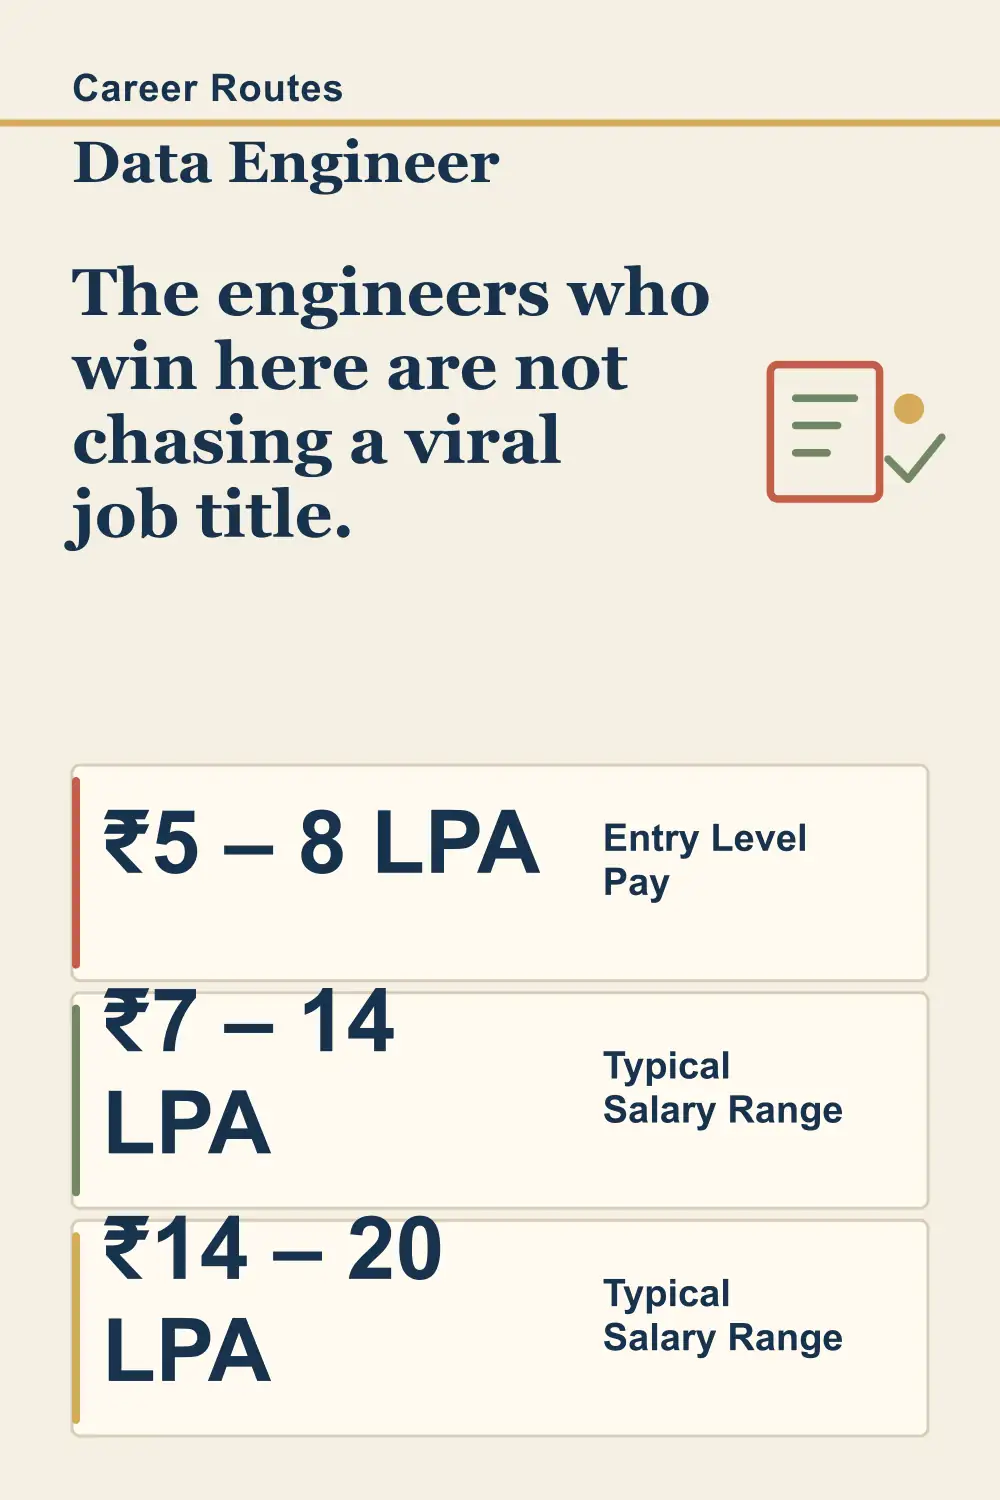 Career Routes
Data Engineer
The engineers who
win here are not
chasing a viral
job title.
₹5 – 8 LPA
Entry Level
Pay
₹7 – 14
LPA
Typical
Salary Range
₹14 – 20
LPA
Typical
Salary Range